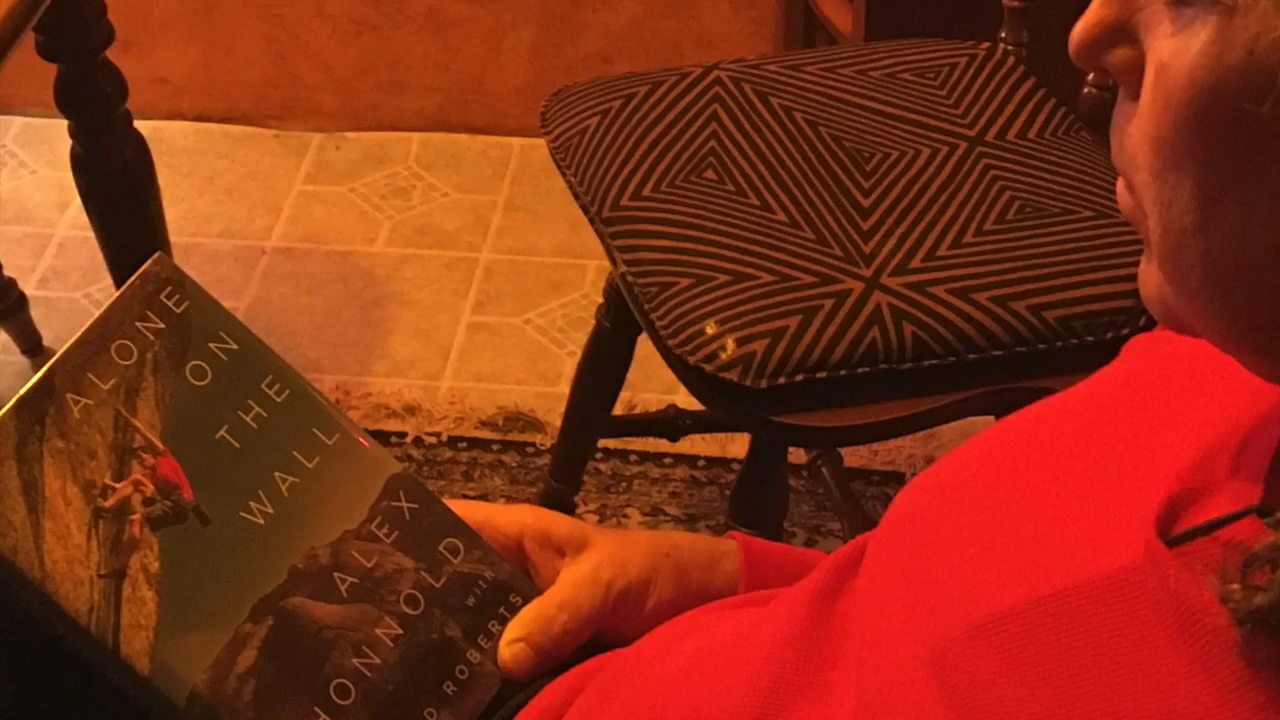 ALONE
ON
THE
WALL
ALEX
HONNOLD
with
D ROBERTS